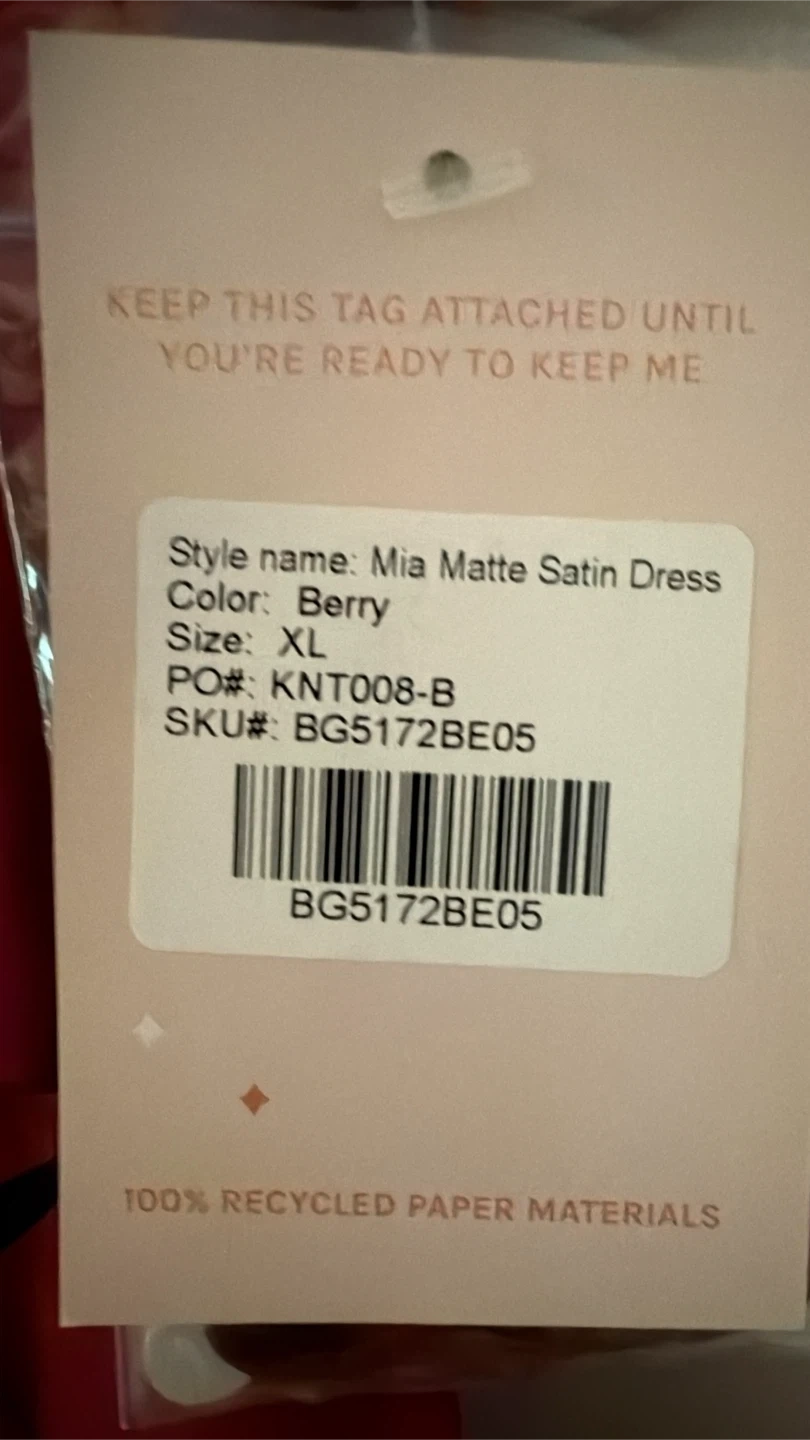 KEEP THIS TAG ATTACHED UNTIL
YOU'RE READY TO KEEP ME
Style name: Mia Matte Satin Dress
Color: Berry
Size: XL
PO#: KNT008-B
SKU#: BG5172BE05
BG5172BE05
100% RECYCLED PAPER MATERIALS